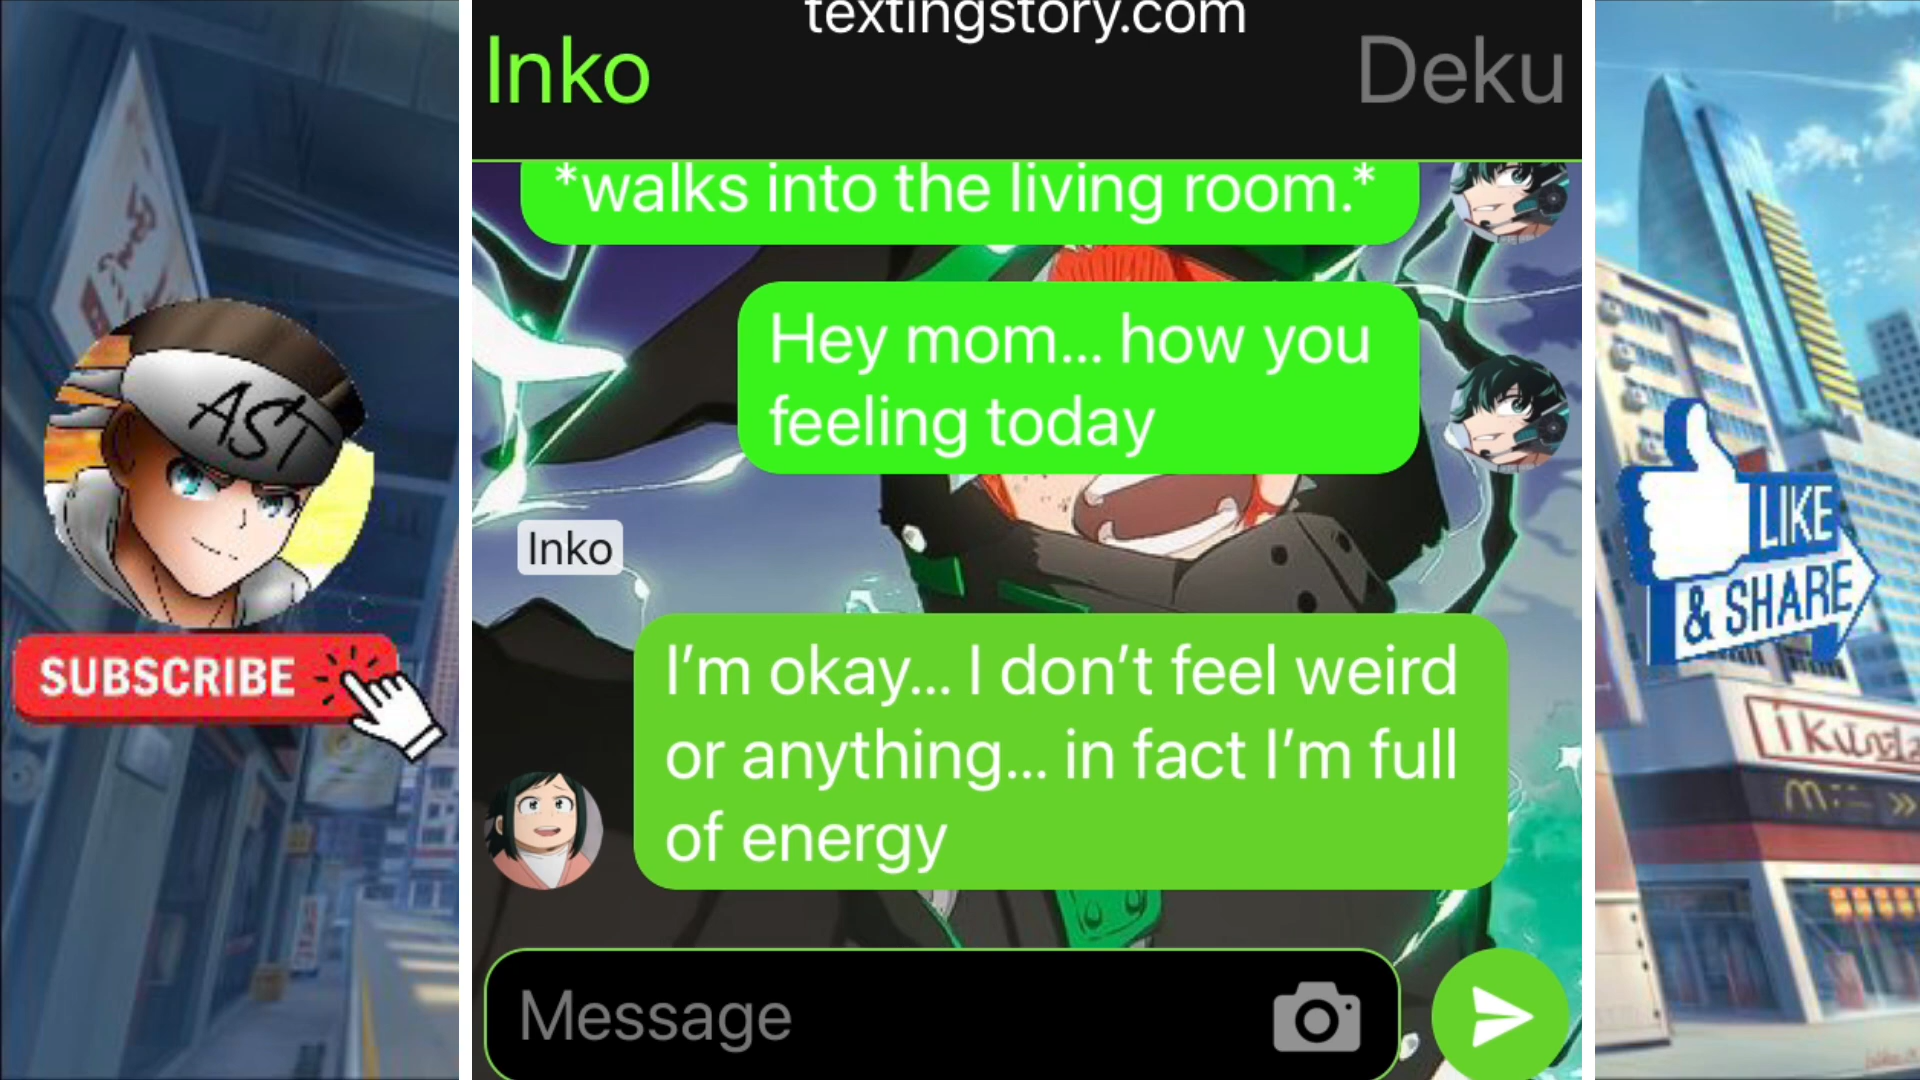 textingstory.com
Inko
Deku
*walks into the living room.*
Hey mom... how you
feeling today
Inko
I'm okay... I don't feel weird
or anything... in fact I'm full
of energy
Message
AST
SUBSCRIBE
LIKE
& SHARE